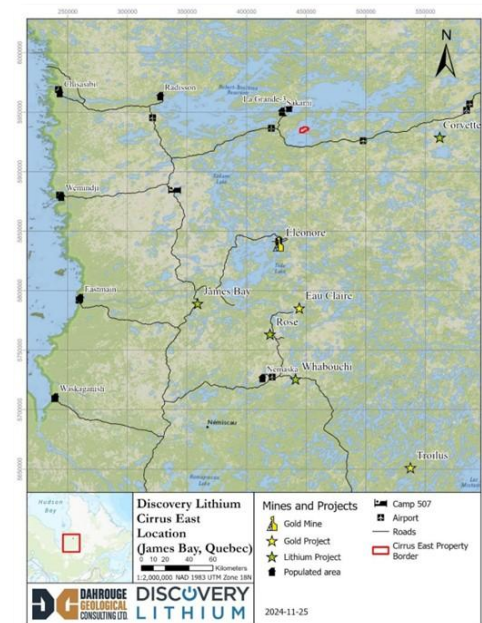 250000 300000 350000 400000 450000 500000 550000
N
Chisasibi
Radisson
La Grande-3
Sakami
Corvette
Wemindji
Eleonore
James Bay
Eau Claire
Eastmain
Rose
Nemaska
Whabouchi
Waskaganish
Némiscau
Troilus
Hudson
Bay
Discovery Lithium
Cirrus East
Location
(James Bay, Quebec)
0 10 20 40 60
Kilometers
1:2,000,000 NAD 1983 UTM Zone 18N
Mines and Projects
Gold Mine
Gold Project
Lithium Project
Populated area
Camp 507
Airport
Roads
Cirrus East Property
Border
DAHROUGE
GEOLOGICAL
CONSULTING LTD.
DISCOVERY
LITHIUM
2024-11-25